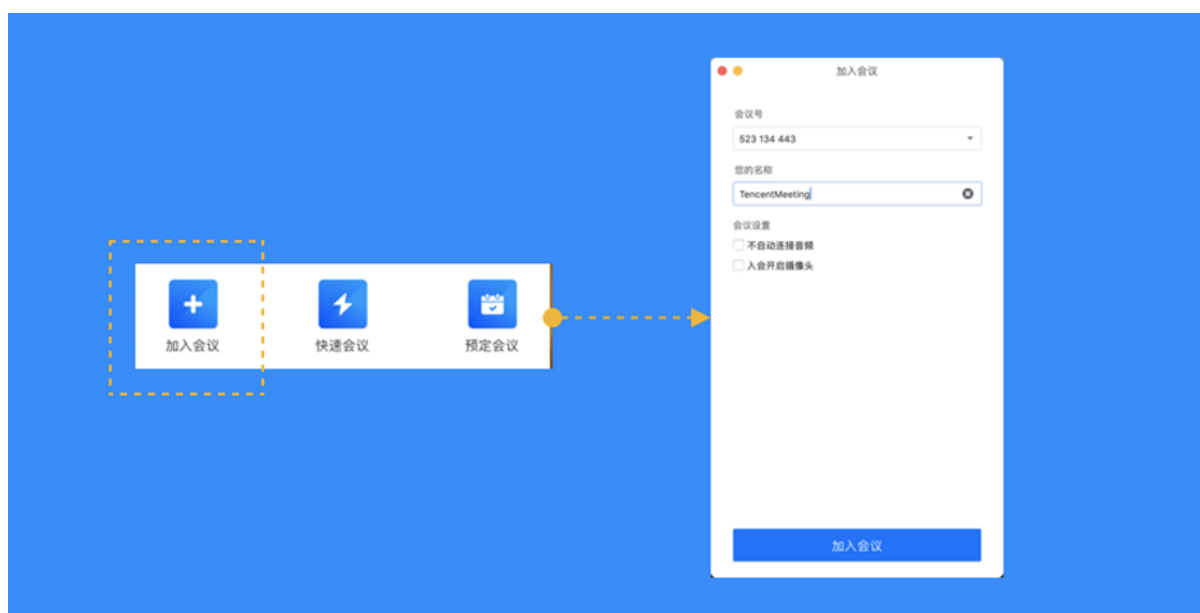 加入会议
快速会议
预定会议
加入会议
会议号
523 134 443
您的名称
TencentMeeting
会议设置
不自动连接音频
入会开启摄像头
加入会议